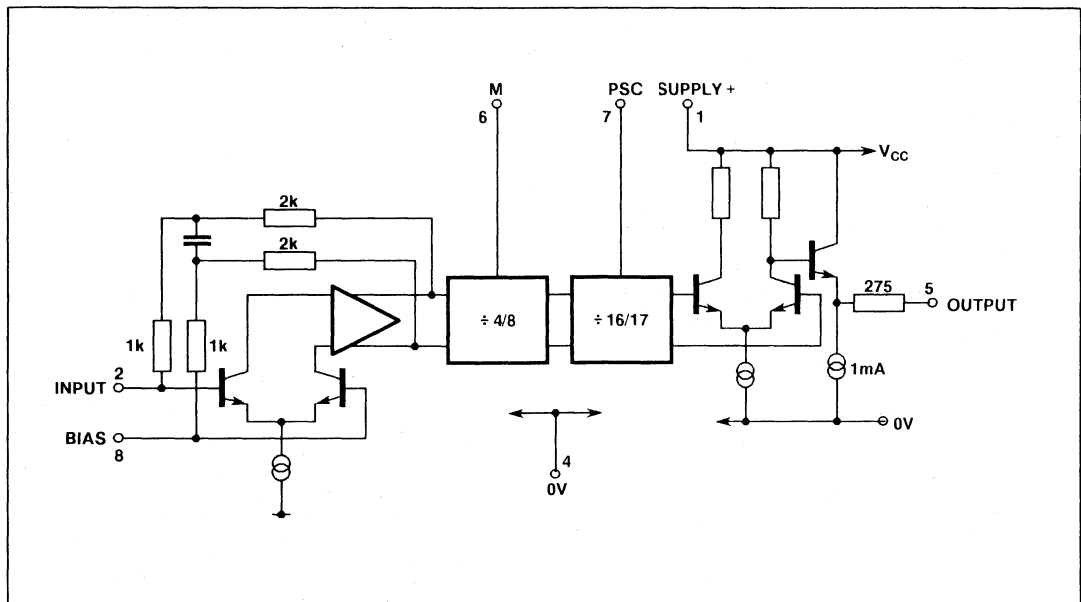 M
6
PSC
7
SUPPLY +
1
V_CC
2k
2k
1k
1k
÷ 4/8
÷ 16/17
275
5
OUTPUT
1mA
INPUT
2
BIAS
8
4
0V
0V